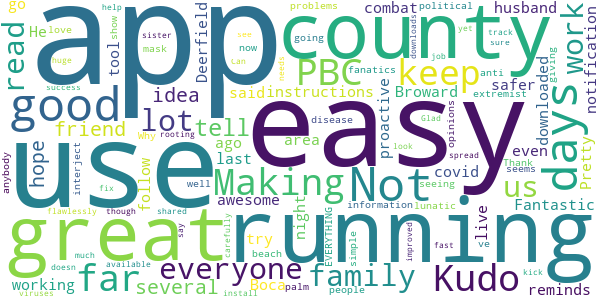 go
He
love
help
problems
show
combat
political
husband
sister
mask
see
now
Can
needs
huge
success
tool
going
yet
track
sure
job
downloads
giving
read
app
county
days
work
notification
Deerfield
idea
PBC
keep
fanatics
anti
extremist
safer
instructions
said
Broward
downloaded
proactive
good
lot
tell
friend
hope
use
easy
Why
rooting
ago
area
disease
even
opinions
Glad
spread
Pretty
anybody
interject
follow
fix
well
Making
Not
us
last
covid
seems
look
Thank
shared
awesome
seeing
live
Fantastic
information
lunatic
great
running
flawlessly
though
say
carefully
night
EVERYTHING
simple
try
beach
improved
fast
ve
far
everyone
family
Kudo
working
several
Boca
palm
people
kick
reminds
much
available
doesn
viruses
install